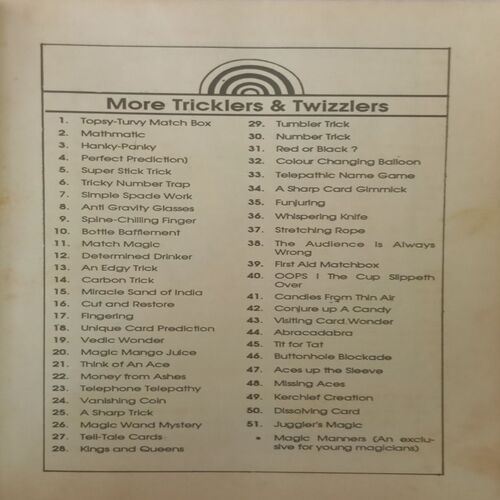 More Tricklers & Twizzlers
1. Topsy-Turvy Match Box
2. Mathmatic
3. Hanky-Panky
4. Perfect Prediction)
5. Super Stick Trick
6. Tricky Number Trap
7. Simple Spade Work
8. Anti Gravity Glasses
9. Spine-Chilling Finger
10. Bottle Bafflement
11. Match Magic
12. Determined Drinker
13. An Edgy Trick
14. Carbon Trick
15. Miracle Sand of India
16. Cut and Restore
17. Fingering
18. Unique Card Prediction
19. Vedic Wonder
20. Magic Mango Juice
21. Think of An Ace
22. Money from Ashes
23. Telephone Telepathy
24. Vanishing Coin
25. A Sharp Trick
26. Magic Wand Mystery
27. Tell-Tale Cards
28. Kings and Queens
29. Tumbler Trick
30. Number Trick
31. Red or Black ?
32. Colour Changing Balloon
33. Telepathic Name Game
34. A Sharp Card Gimmick
35. Funjuring
36. Whispering Knife
37. Stretching Rope
38. The Audience is Always
Wrong
39. First Aid Matchbox
40. OOPS ! The Cup Slippeth
Over
41. Candies From Thin Air
42. Conjure up A Candy
43. Visiting Card Wonder
44. Abracadabra
45. Tit for Tat
46. Buttonhole Blockade
47. Aces up the Sleeve
48. Missing Aces
49. Kerchief Creation
50. Dissolving Card
51. Juggler's Magic
* Magic Manners (An exclu-
sive for young magicians)